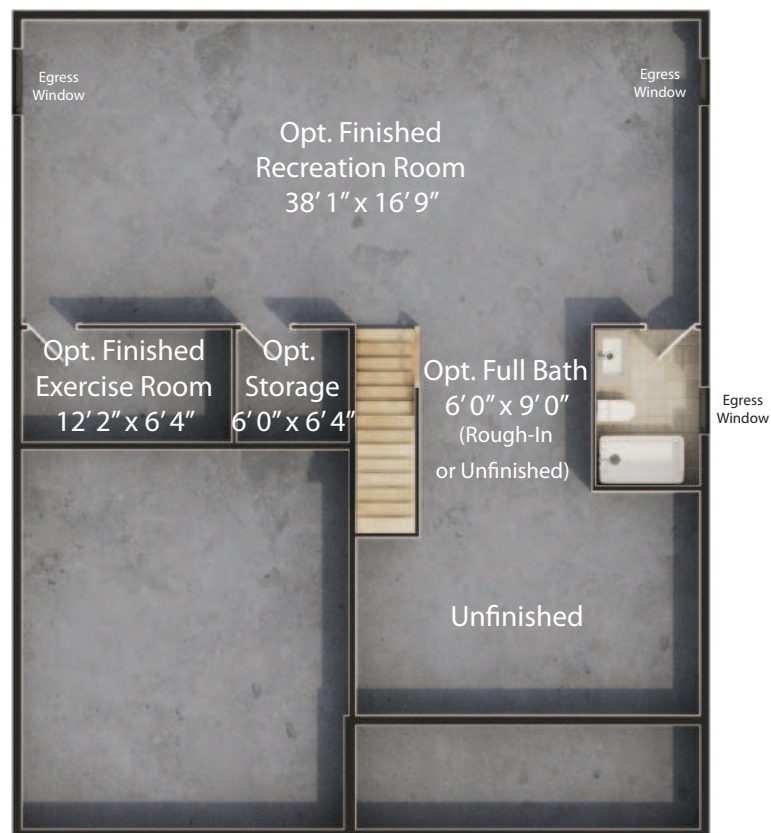 Egress
Window
Egress
Window
Opt. Finished
Recreation Room
38’ 1” x 16’ 9”
Opt. Finished
Exercise Room
12’ 2” x 6’ 4”
Opt.
Storage
6’ 0” x 6’ 4”
Opt. Full Bath
6’ 0” x 9’ 0”
(Rough-In
or Unfinished)
Egress
Window
Unfinished